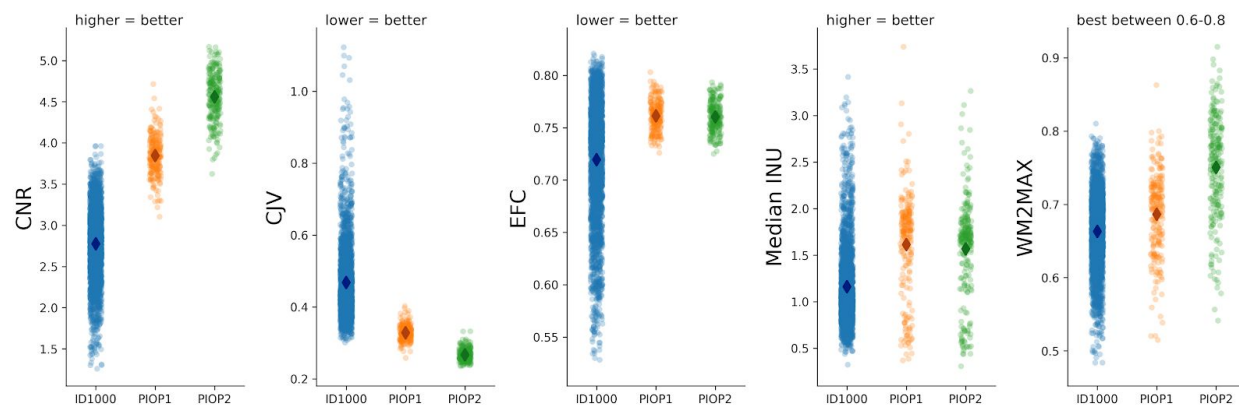 higher = better
CNR
5.0
4.5
4.0
3.5
3.0
2.5
2.0
1.5
ID1000 PIOP1 PIOP2
lower = better
CJV
1.0
0.8
0.6
0.4
0.2
ID1000 PIOP1 PIOP2
lower = better
EFC
0.80
0.75
0.70
0.65
0.60
0.55
ID1000 PIOP1 PIOP2
higher = better
Median INU
3.5
3.0
2.5
2.0
1.5
1.0
0.5
ID1000 PIOP1 PIOP2
best between 0.6-0.8
WM2MAX
0.9
0.8
0.7
0.6
0.5
ID1000 PIOP1 PIOP2